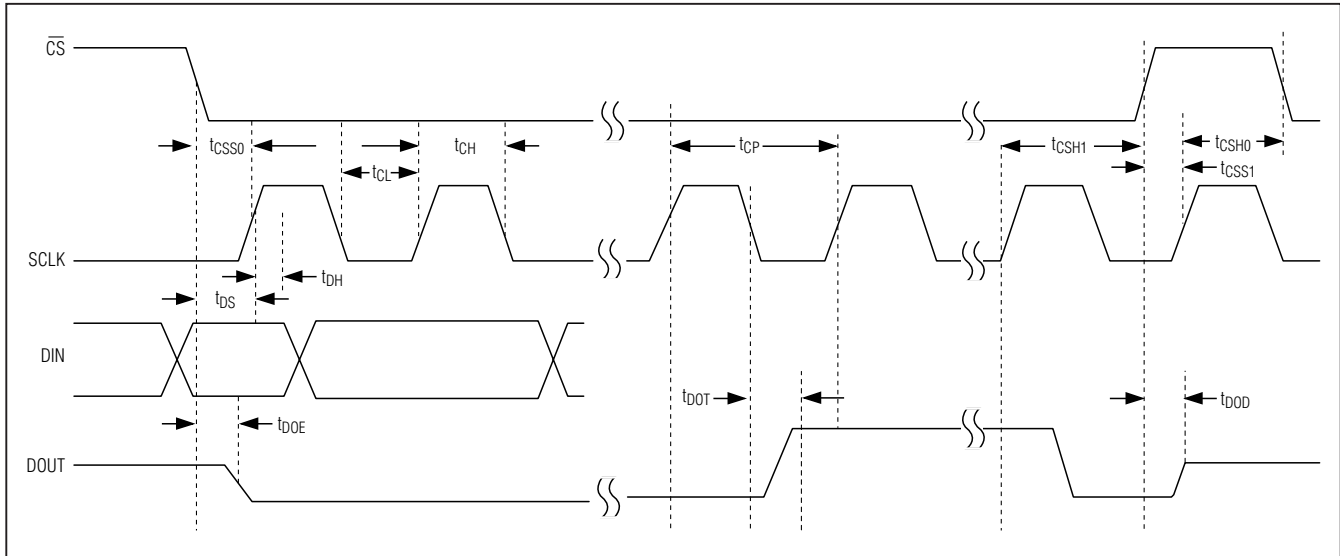 CS
tCSS0
tCH
tCL
tCP
tCSH1
tCSH0
tCSS1
SCLK
tDH
tDS
DIN
tDOT
tDOD
tDOE
DOUT